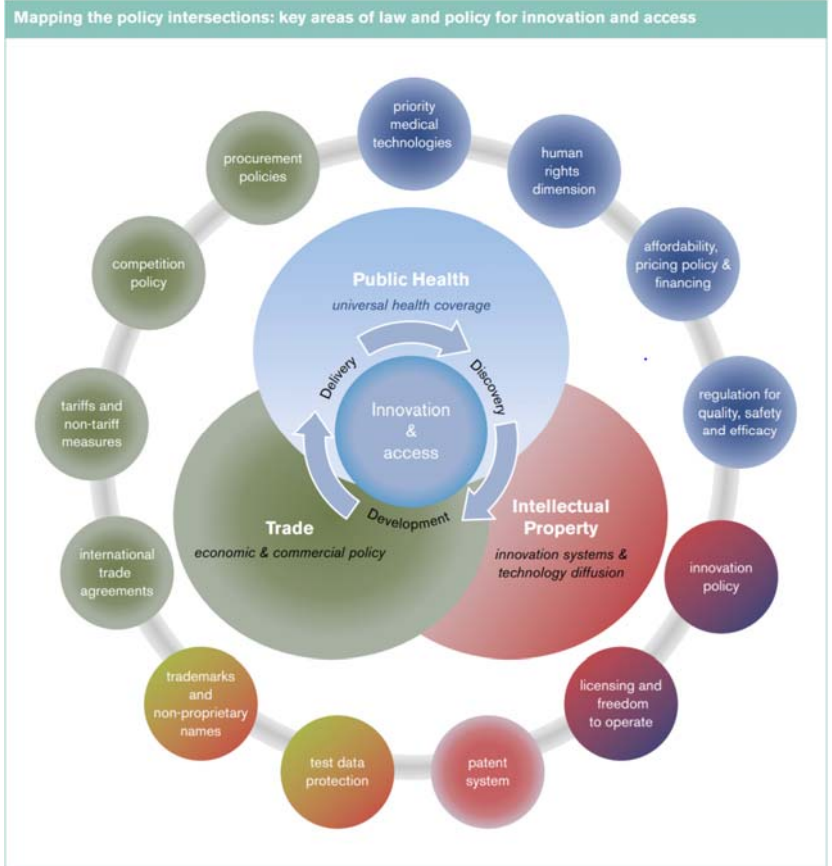 Mapping the policy intersections: key areas of law and policy for innovation and access
priority
medical
technologies
human
rights
dimension
affordability,
pricing policy &
financing
regulation for
quality, safety
and efficacy
innovation
policy
licensing and
freedom
to operate
patent
system
test data
protection
trademarks
and
non-proprietary
names
international
trade
agreements
tariffs and
non-tariff
measures
competition
policy
procurement
policies
Public Health
universal health coverage
Delivery
Discovery
Development
Innovation
&
access
Trade
economic & commercial policy
Intellectual
Property
innovation systems &
technology diffusion